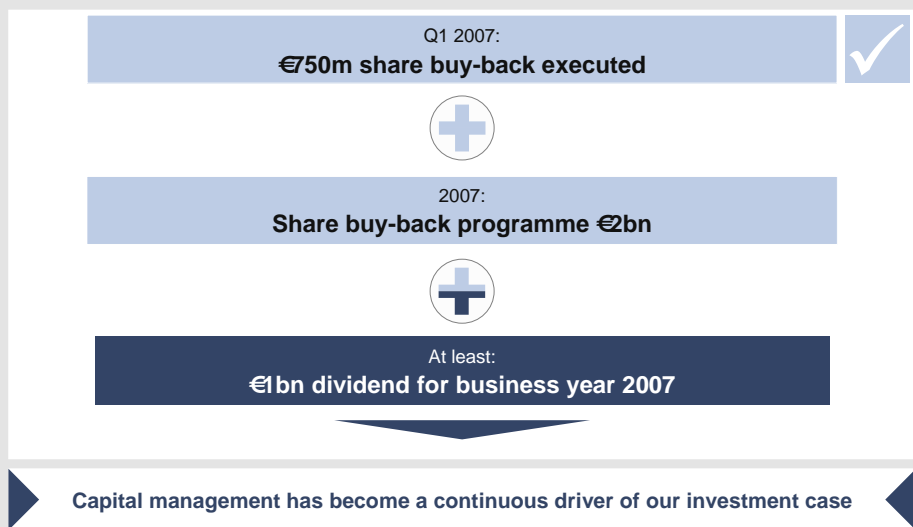 Q1 2007:
€750m share buy-back executed
2007:
Share buy-back programme €2bn
At least:
€1bn dividend for business year 2007
Capital management has become a continuous driver of our investment case